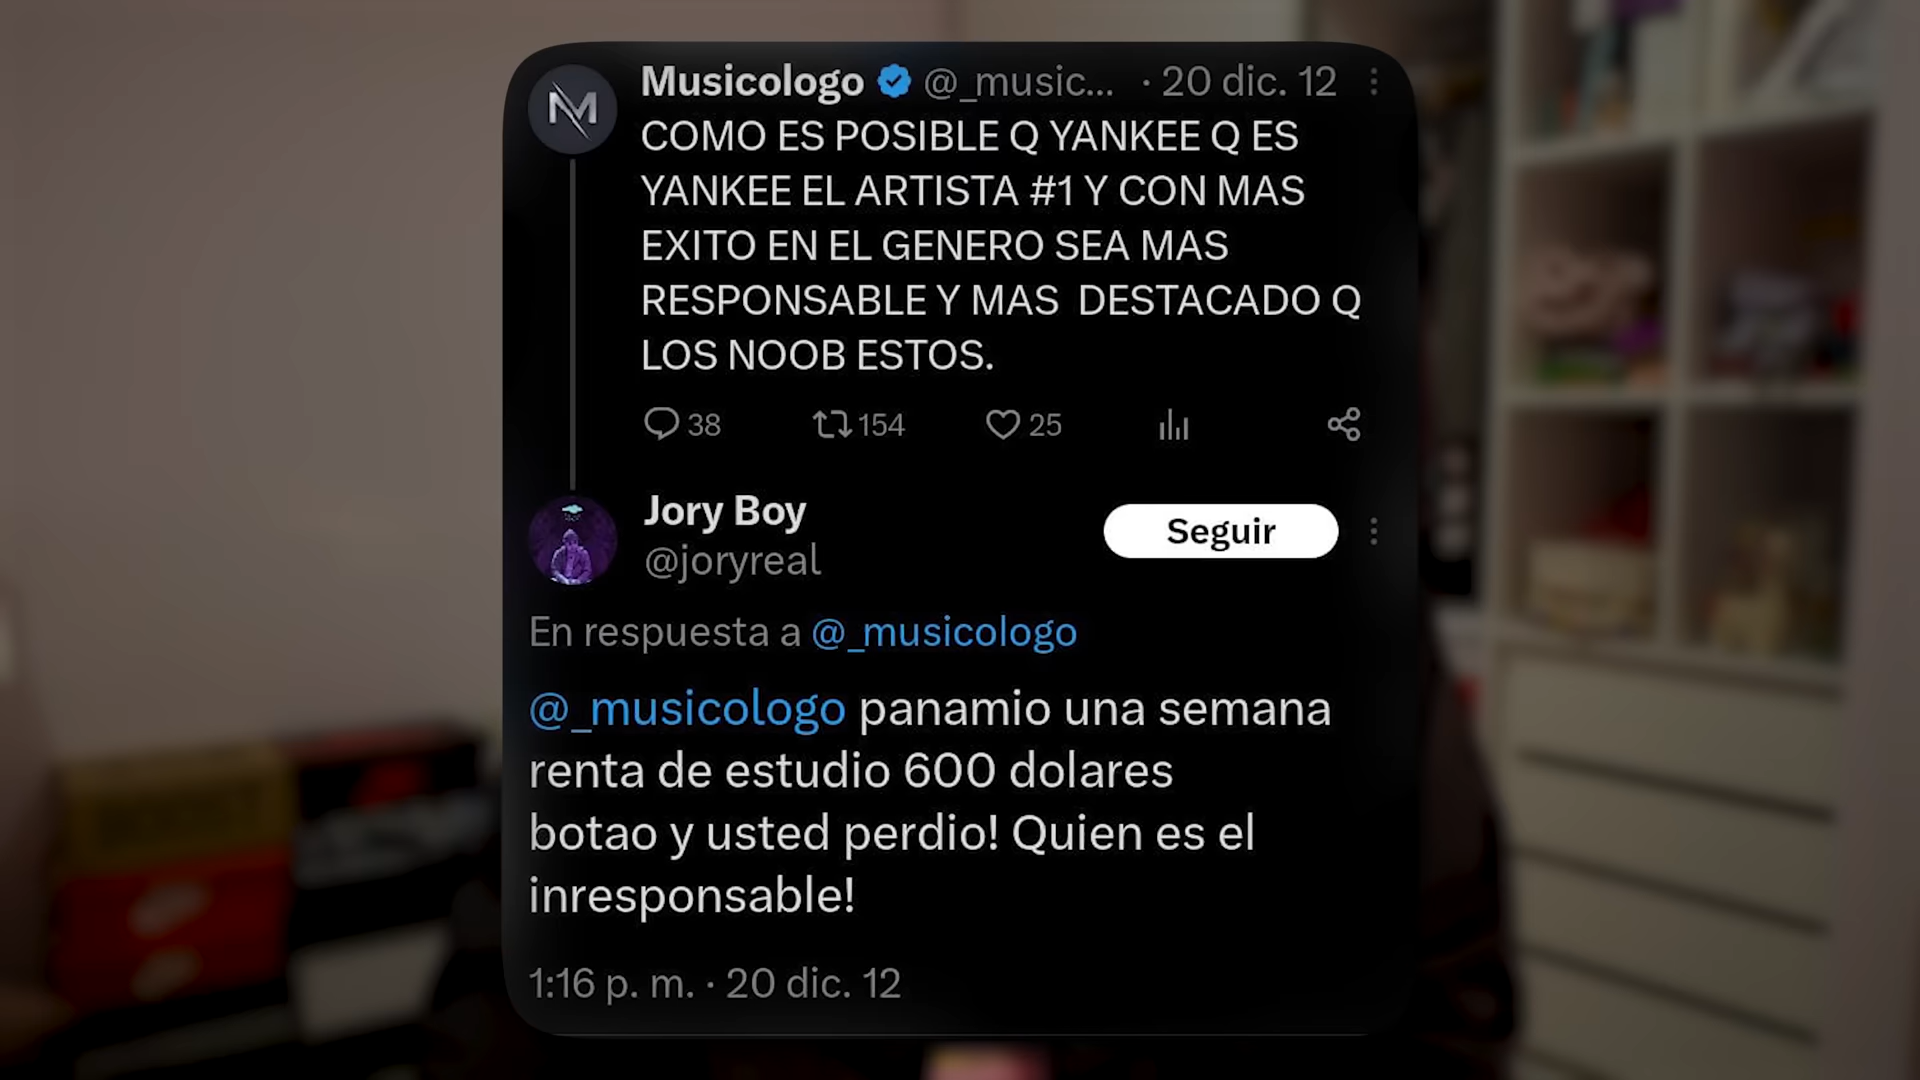 Musicologo @_music... · 20 dic. 12
COMO ES POSIBLE Q YANKEE Q ES
YANKEE EL ARTISTA #1 Y CON MAS
EXITO EN EL GENERO SEA MAS
RESPONSABLE Y MAS  DESTACADO Q
LOS NOOB ESTOS.
38 154 25
Jory Boy
Seguir
@joryreal
En respuesta a @_musicologo
@_musicologo panamio una semana
renta de estudio 600 dolares
botao y usted perdio! Quien es el
inresponsable!
1:16 p. m. · 20 dic. 12